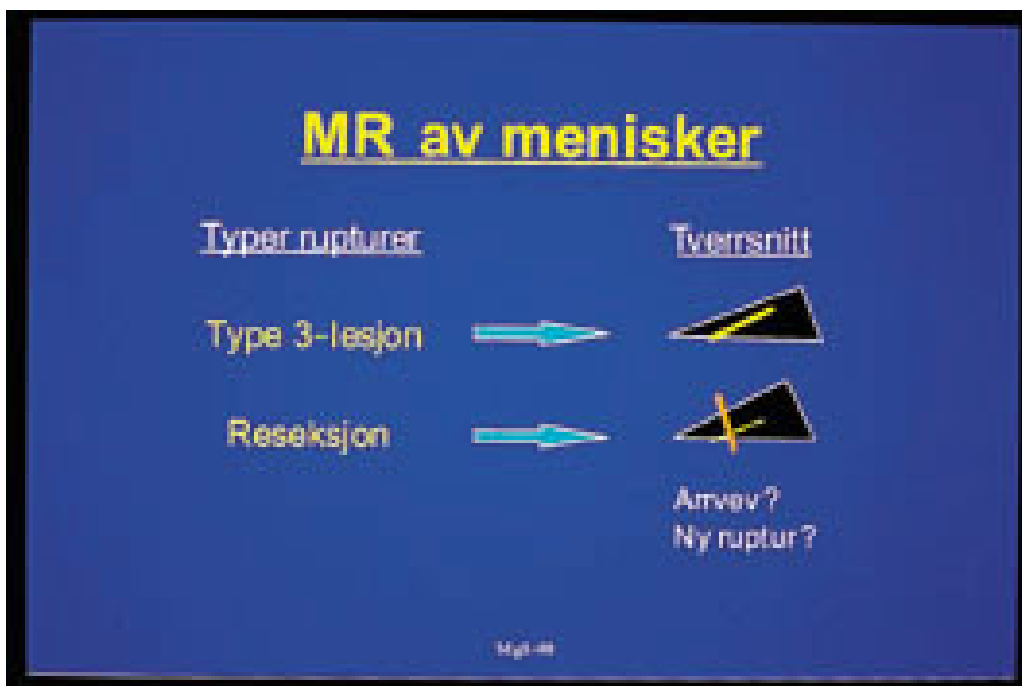 MR av menisker
Typer rupturer
Tverrsnitt
Type 3-lesjon
Reseksjon
Arrvev?
Ny ruptur?